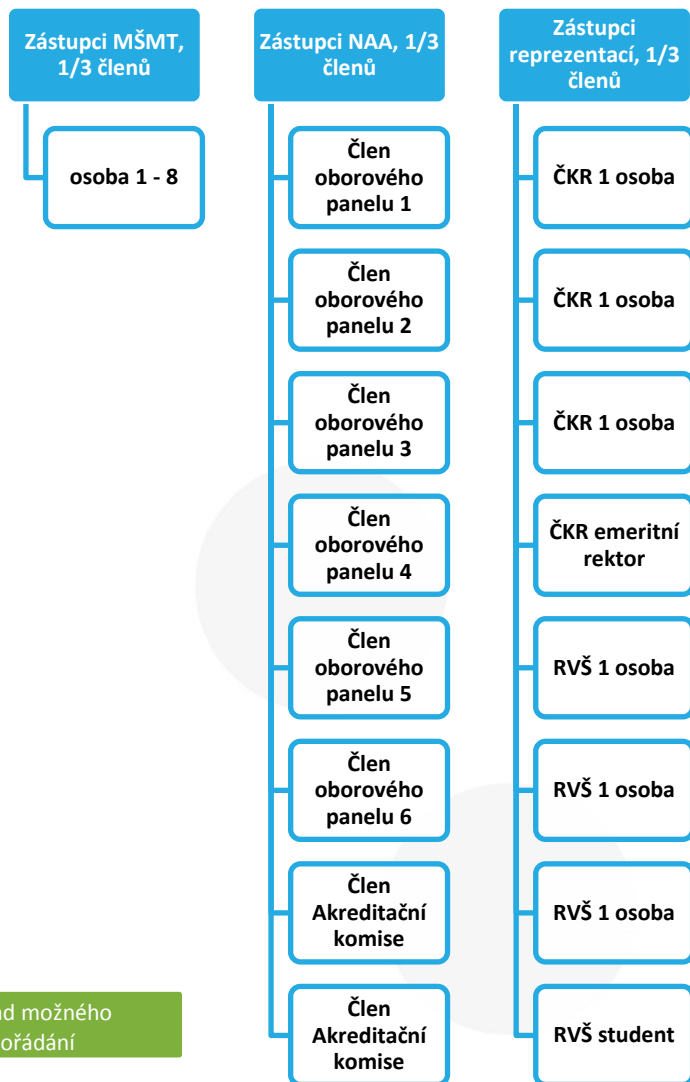 Zástupci MŠMT,
1/3 členů
osoba 1 - 8
Zástupci NAA, 1/3
členů
Člen
oborového
panelu 1
Člen
oborového
panelu 2
Člen
oborového
panelu 3
Člen
oborového
panelu 4
Člen
oborového
panelu 5
Člen
oborového
panelu 6
Člen
Akreditační
komise
Člen
Akreditační
komise
Zástupci
reprezentací, 1/3
členů
ČKR 1 osoba
ČKR 1 osoba
ČKR 1 osoba
ČKR emeritní
rektor
RVŠ 1 osoba
RVŠ 1 osoba
RVŠ 1 osoba
RVŠ student
možného